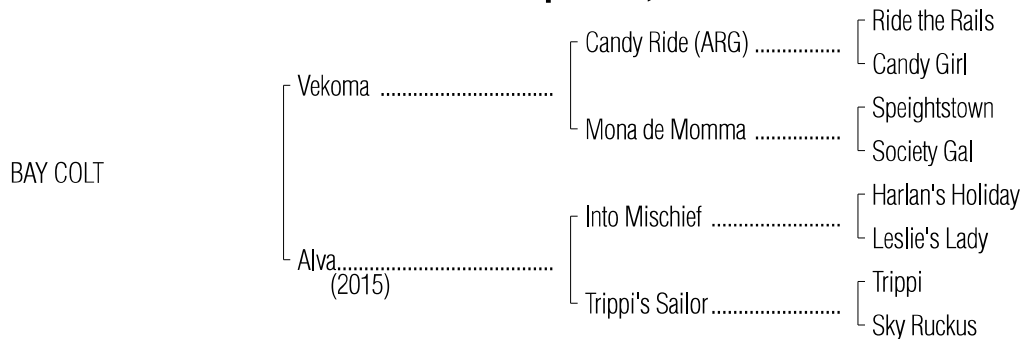 Ride the Rails
Candy Ride (ARG) ..................
Candy Girl
Vekoma ....................................
Speightstown
Mona de Momma ..................
Society Gal
BAY COLT
Harlan's Holiday
Into Mischief ...........................
Leslie's Lady
Alva.............................................
(2015)
Trippi
Trippi's Sailor...........................
Sky Ruckus